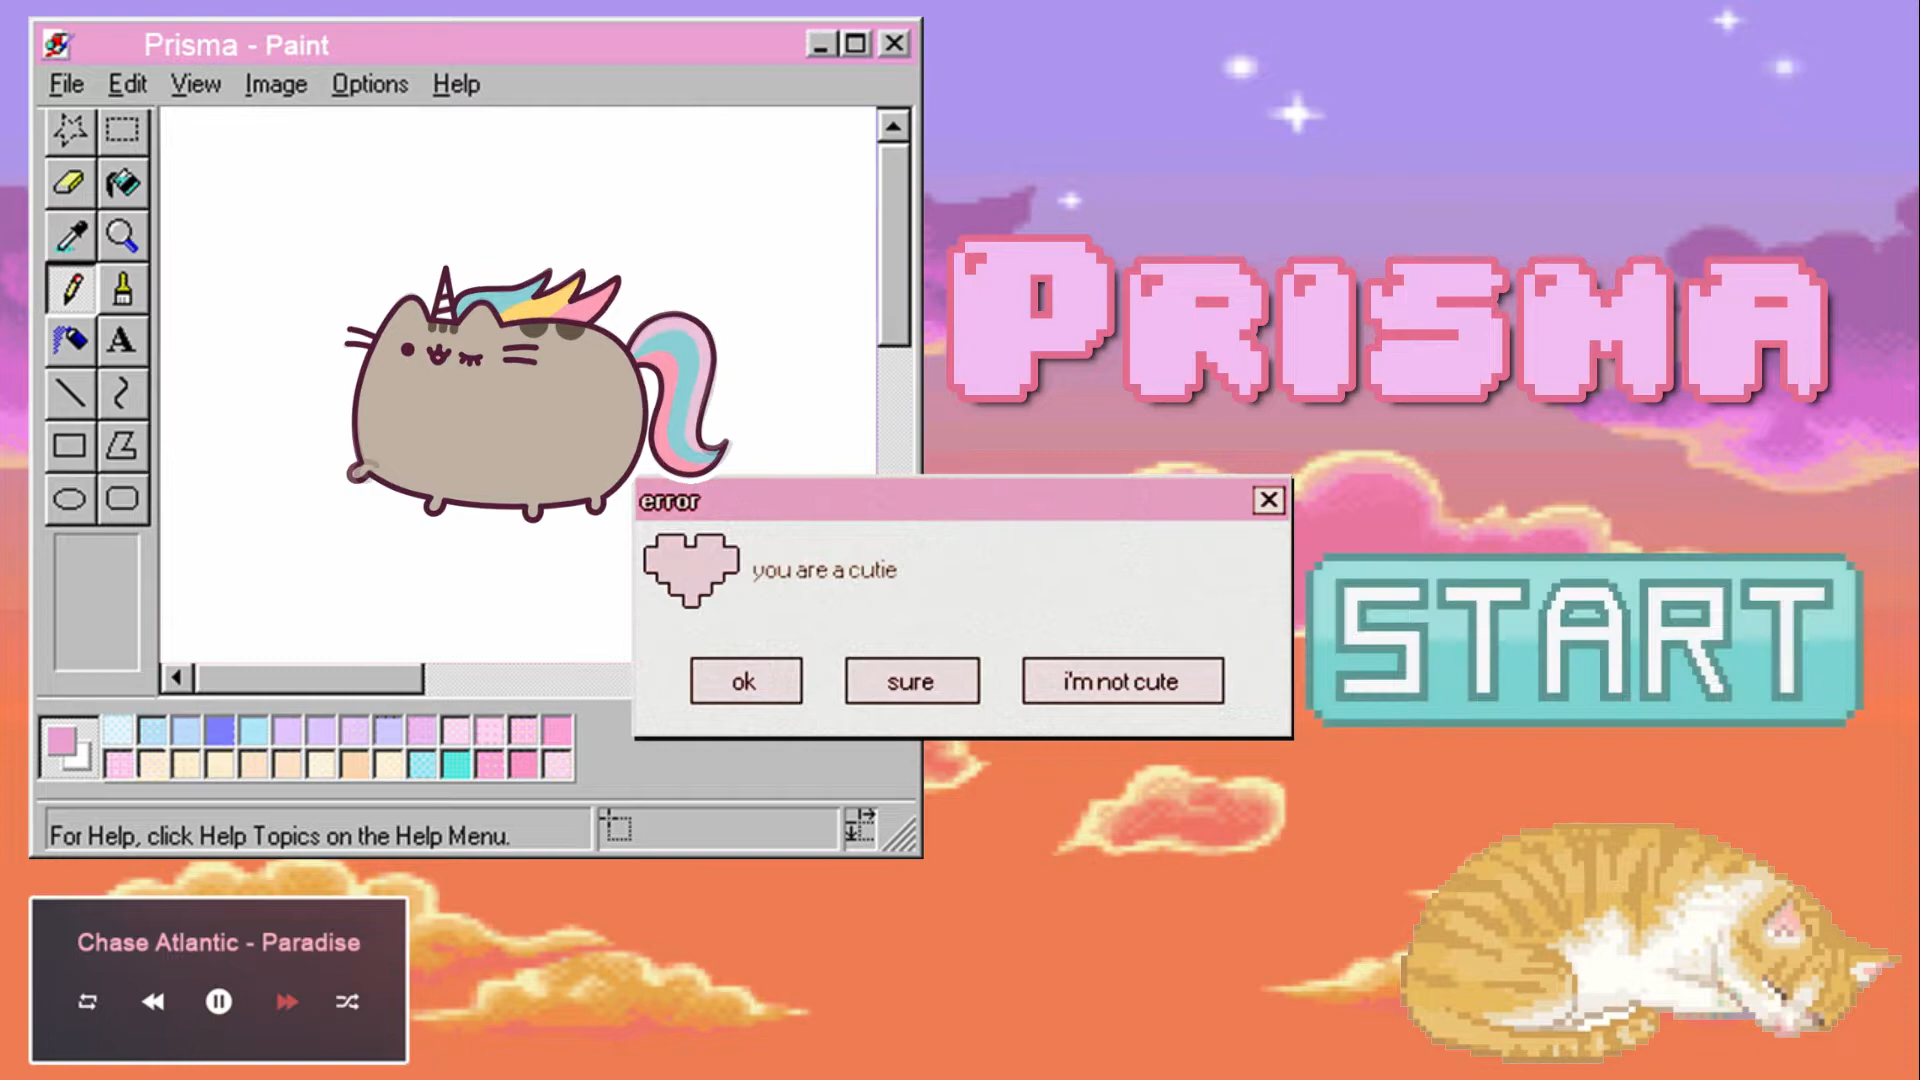 Prisma - Paint
File Edit View Image Options Help
A
PRISMA
error
you are a cutie
ok sure i'm not cute
START
For Help, click Help Topics on the Help Menu.
Chase Atlantic - Paradise